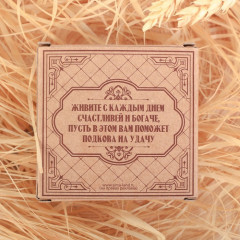 ЖИВИТЕ С КАЖДЫМ ДНЕМ
СЧАСТЛИВЕЙ И БОГАЧЕ,
ПУСТЬ В ЭТОМ ВАМ ПОМОЖЕТ
ПОДКОВА НА УДАЧУ